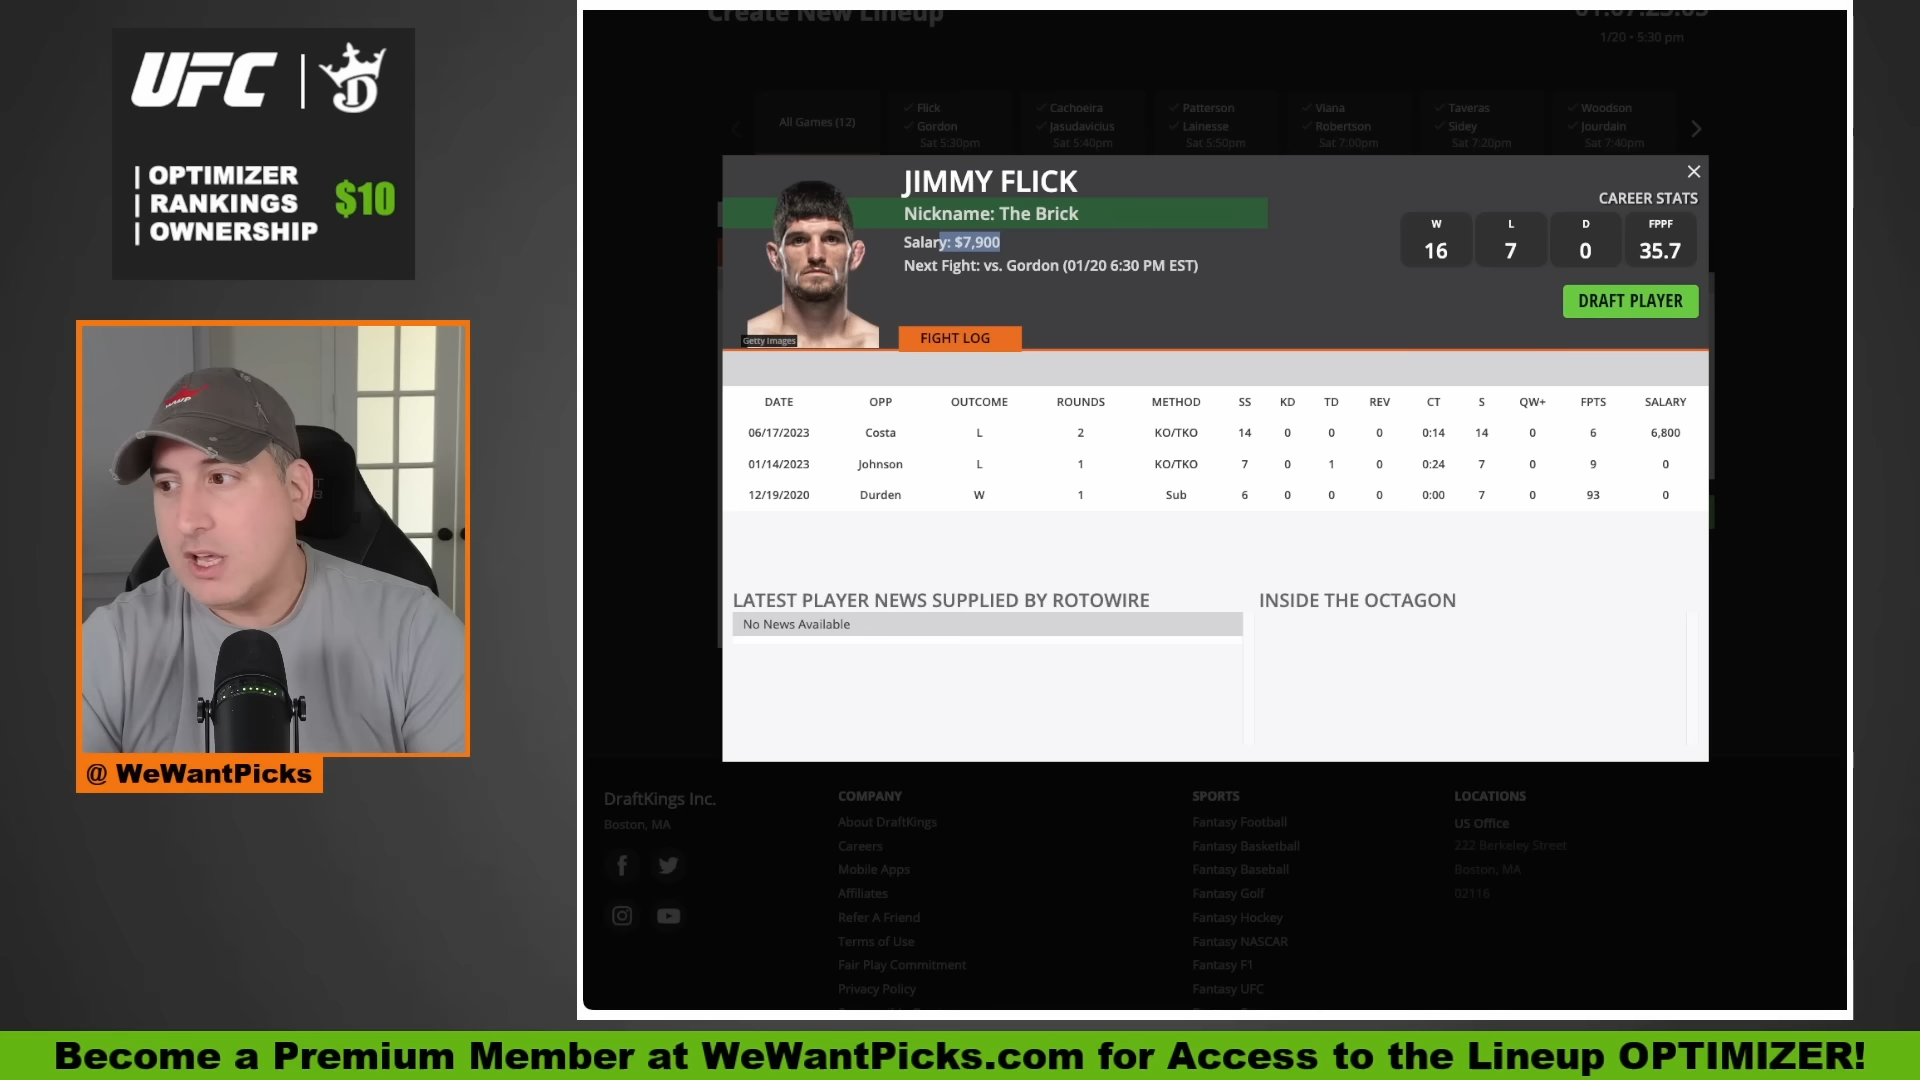 UFC
OPTIMIZER
RANKINGS
OWNERSHIP
$10
@ WeWantPicks
Create New Lineup
1/20 • 5:30 pm
All Games (12)
Flick
Gordon
Sat 5:30pm
Cachoeira
Jasudavicius
Sat 5:40pm
Patterson
Lainesse
Sat 5:50pm
Viana
Robertson
Sat 7:00pm
Taveras
Sidey
Sat 7:20pm
Woodson
Jourdain
Sat 7:40pm
JIMMY FLICK
Nickname: The Brick
Salary: $7,900
Next Fight: vs. Gordon (01/20 6:30 PM EST)
CAREER STATS
W L D FPPF
16 7 0 35.7
DRAFT PLAYER
Getty Images
FIGHT LOG
DATE OPP OUTCOME ROUNDS METHOD SS KD TD REV CT S QW+ FPTS SALARY
06/17/2023 Costa L 2 KO/TKO 14 0 0 0 0:14 14 0 6 6,800
01/14/2023 Johnson L 1 KO/TKO 7 0 1 0 0:24 7 0 9 0
12/19/2020 Durden W 1 Sub 6 0 0 0 0:00 7 0 93 0
LATEST PLAYER NEWS SUPPLIED BY ROTOWIRE
No News Available
INSIDE THE OCTAGON
DraftKings Inc.
Boston, MA
COMPANY
About DraftKings
Careers
Mobile Apps
Affiliates
Refer A Friend
Terms of Use
Fair Play Commitment
Privacy Policy
SPORTS
Fantasy Football
Fantasy Basketball
Fantasy Baseball
Fantasy Golf
Fantasy Hockey
Fantasy NASCAR
Fantasy F1
Fantasy UFC
LOCATIONS
US Office
222 Berkeley Street
Boston, MA
02116
Become a Premium Member at WeWantPicks.com for Access to the Lineup OPTIMIZER!